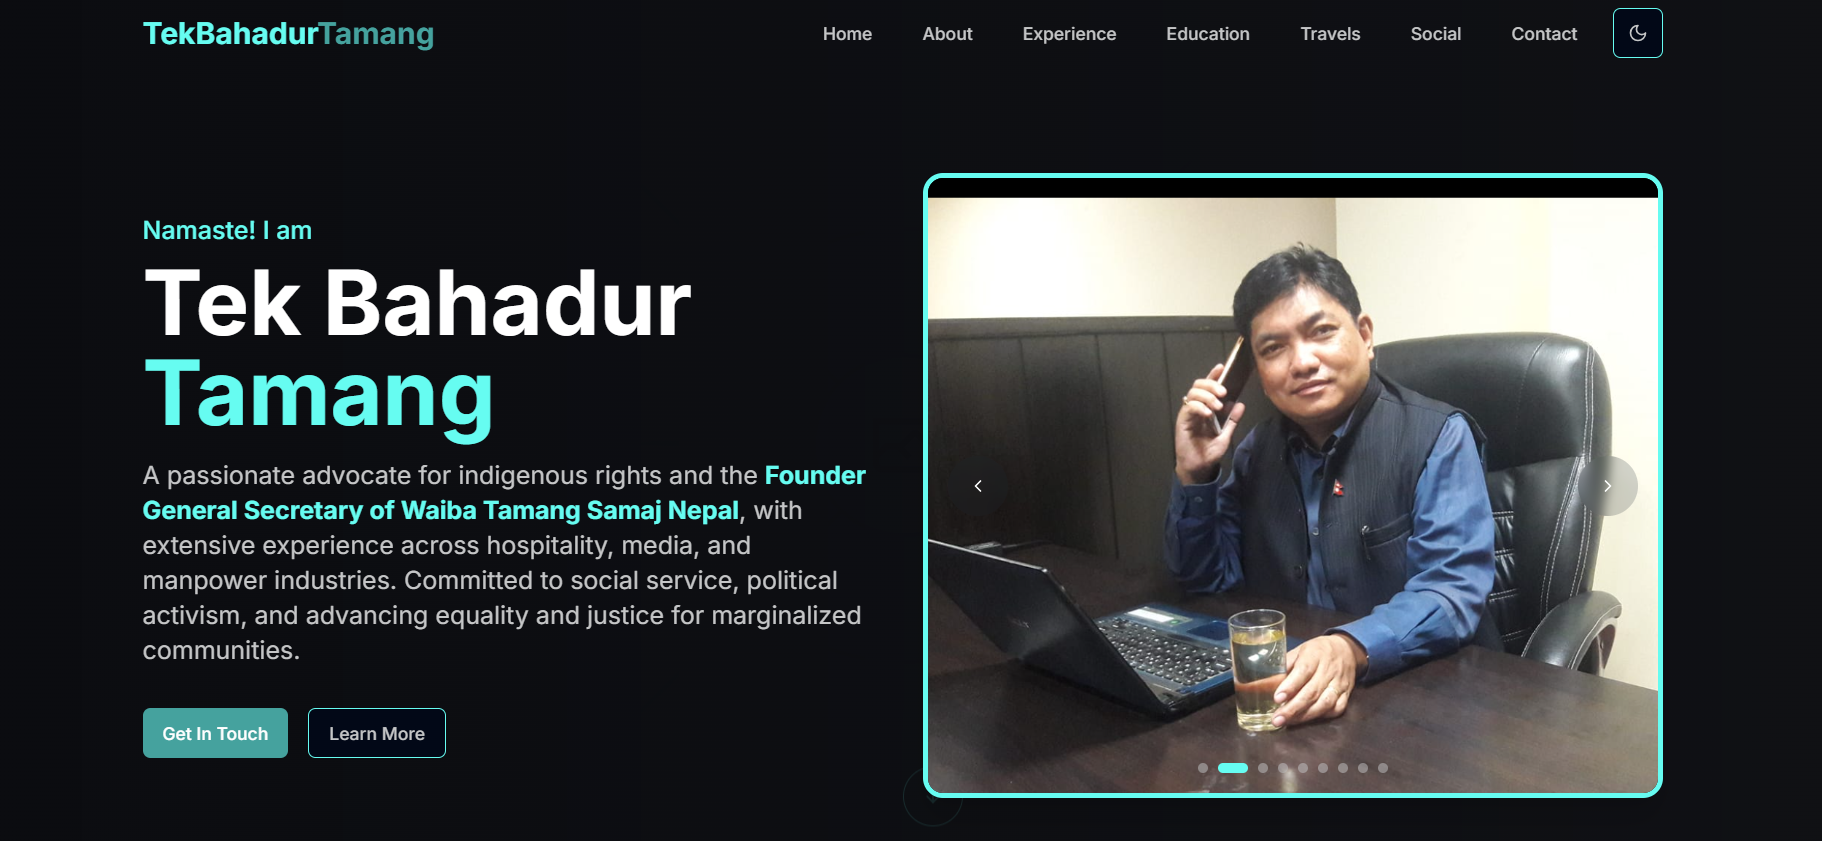 TekBahadurTamang
Home About Experience Education Travels Social Contact
Namaste! I am
Tek Bahadur
Tamang
A passionate advocate for indigenous rights and the Founder
General Secretary of Waiba Tamang Samaj Nepal, with
extensive experience across hospitality, media, and
manpower industries. Committed to social service, political
activism, and advancing equality and justice for marginalized
communities.
Get In Touch Learn More